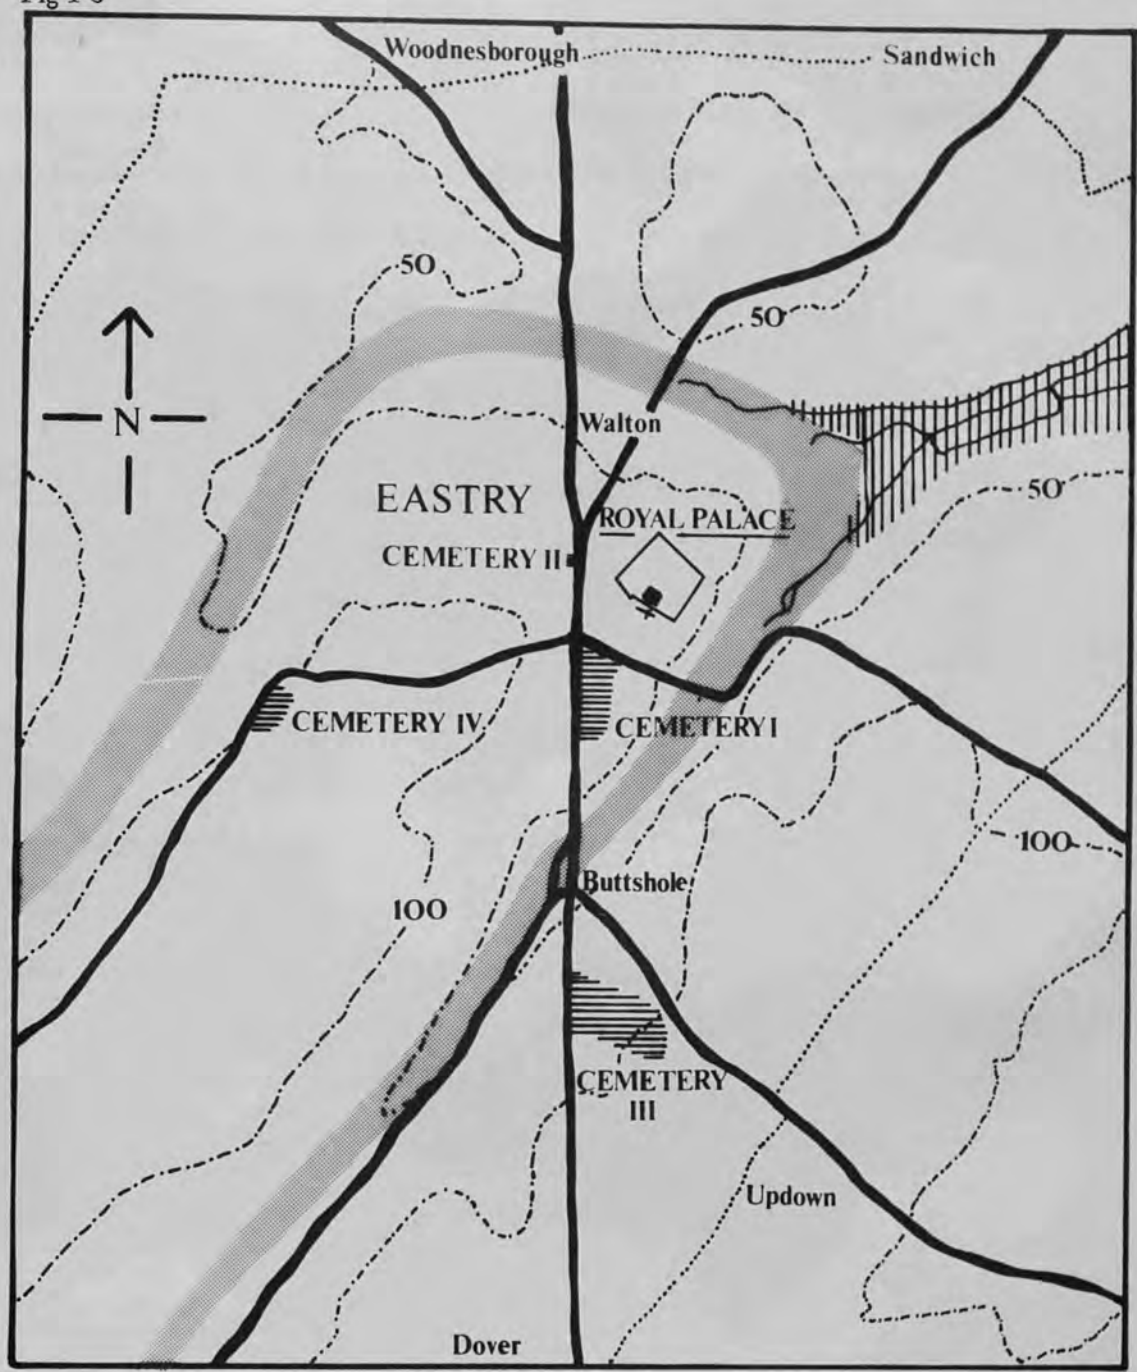 Woodnesborough
Sandwich
50
50
N
Walton
EASTRY
50
ROYAL PALACE
CEMETERY II
CEMETERY IV
CEMETERY I
100
Buttshole
100
CEMETERY
III
Updown
Dover